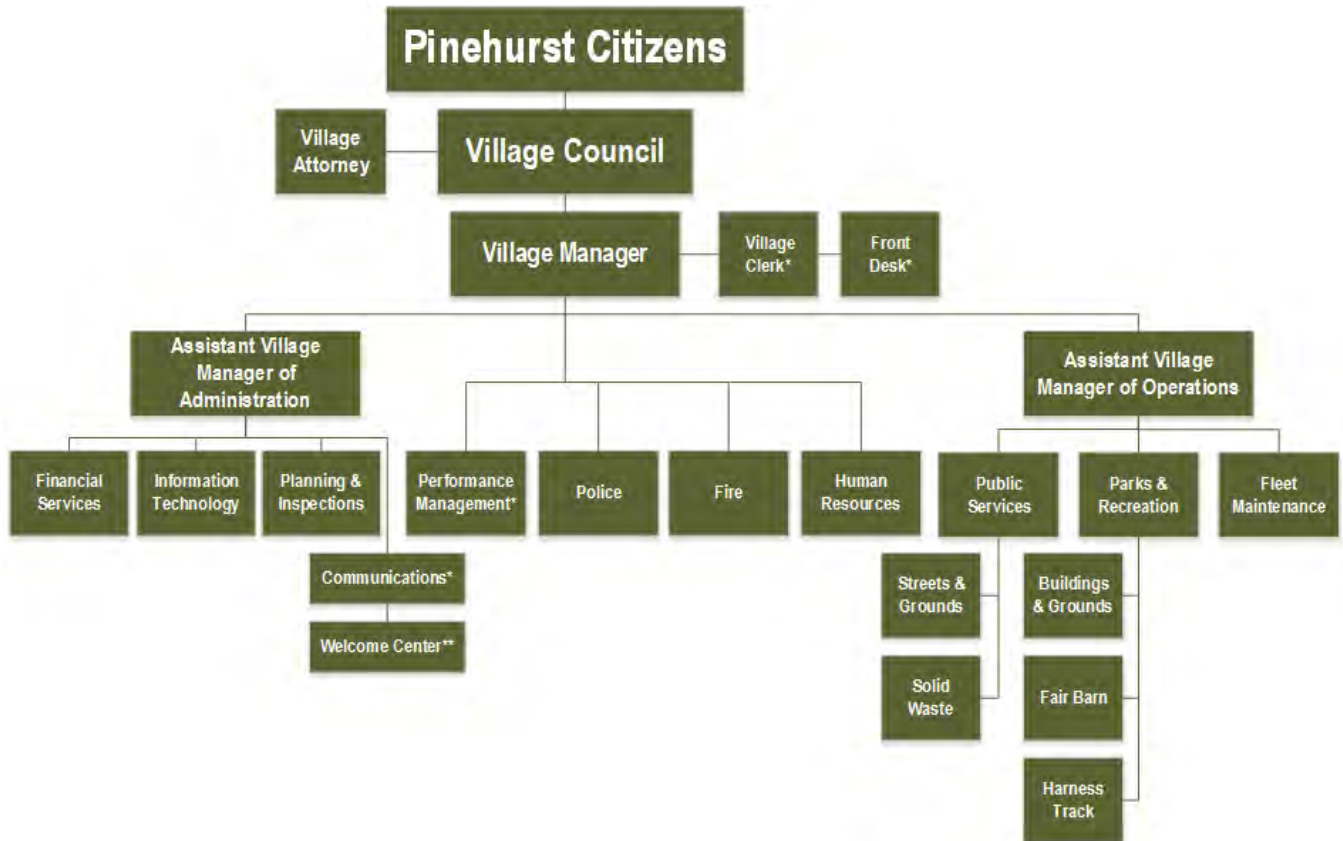 Pinehurst Citizens
Village
Attorney
Village Council
Village Manager
Village
Clerk*
Front
Desk*
Assistant Village
Manager of
Administration
Assistant Village
Manager of Operations
Financial
Services
Information
Technology
Planning &
Inspections
Performance
Management*
Police
Fire
Human
Resources
Public
Services
Parks &
Recreation
Fleet
Maintenance
Communications*
Welcome Center**
Streets &
Grounds
Buildings
& Grounds
Solid
Waste
Fair Barn
Harness
Track